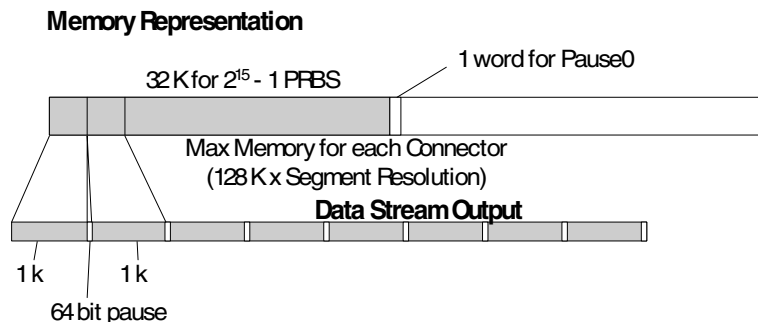 Memory Representation
1 word for Pause0
32 K for 2¹⁵ - 1 PRBS
Max Memory for each Connector
(128 K x Segment Resolution)
Data Stream Output
1 k
1 k
64 bit pause